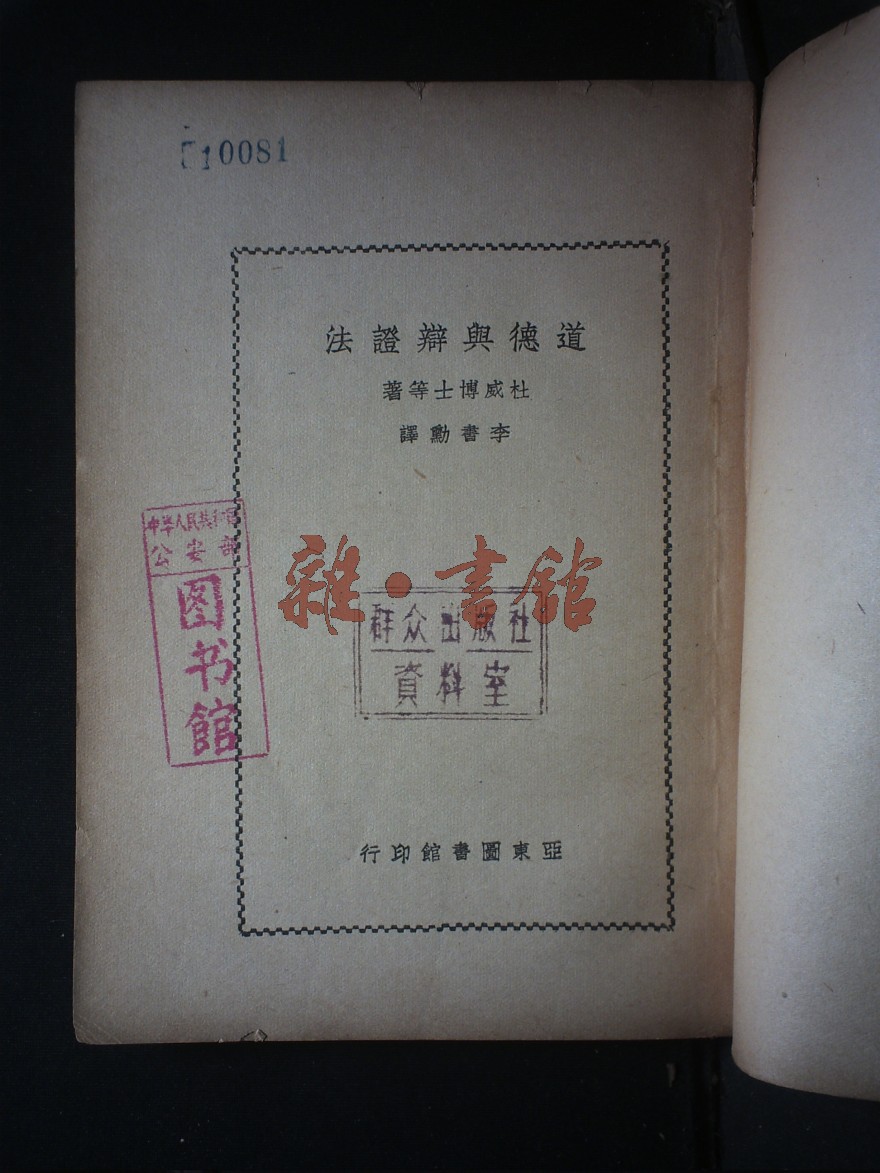 10081
道德與辯證法
杜威博士等著
李書勳譯
中华人民共和国
公安部
图书馆
雜·書館
群众出版社
資料室
亞東圖書館印行